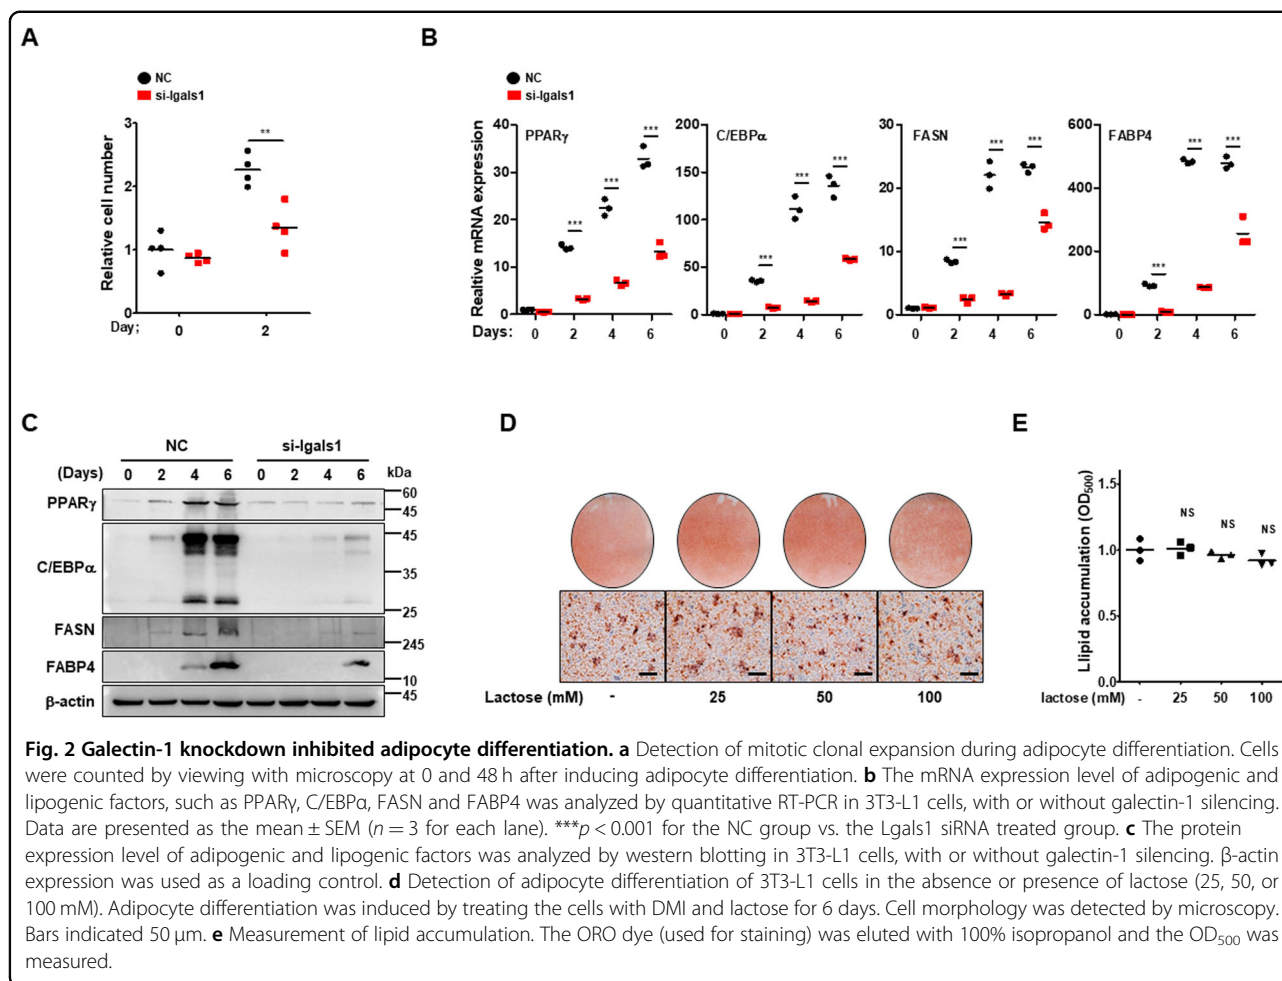 A
NC
si-lgals1
Relative cell number
3
2
1
0
**
Day;
0
2
B
NC
si-lgals1
Realtive mRNA expression
PPARγ
40
30
20
10
0
***
***
***
Days:
0
2
4
6
C/EBPα
200
150
100
50
0
***
***
***
0
2
4
6
FASN
30
20
10
0
***
***
***
0
2
4
6
FABP4
600
400
200
0
***
***
***
0
2
4
6
C
NC
si-lgals1
(Days) 0 2 4 6 0 2 4 6 kDa
PPARγ
60
45
C/EBPα
45
35
25
FASN
245
FABP4
10
β-actin
45
D
Lactose (mM) - 25 50 100
E
Llipid accumulation (OD500)
1.5
1.0
0.5
0.0
NS
NS
NS
lactose (mM) - 25 50 100
Fig. 2 Galectin-1 knockdown inhibited adipocyte differentiation. a Detection of mitotic clonal expansion during adipocyte differentiation. Cells
were counted by viewing with microscopy at 0 and 48 h after inducing adipocyte differentiation. b The mRNA expression level of adipogenic and
lipogenic factors, such as PPARγ, C/EBPα, FASN and FABP4 was analyzed by quantitative RT-PCR in 3T3-L1 cells, with or without galectin-1 silencing.
Data are presented as the mean ± SEM (n = 3 for each lane). ***p < 0.001 for the NC group vs. the Lgals1 siRNA treated group. c The protein
expression level of adipogenic and lipogenic factors was analyzed by western blotting in 3T3-L1 cells, with or without galectin-1 silencing. β-actin
expression was used as a loading control. d Detection of adipocyte differentiation of 3T3-L1 cells in the absence or presence of lactose (25, 50, or
100 mM). Adipocyte differentiation was induced by treating the cells with DMI and lactose for 6 days. Cell morphology was detected by microscopy.
Bars indicated 50 μm. e Measurement of lipid accumulation. The ORO dye (used for staining) was eluted with 100% isopropanol and the OD500 was
measured.